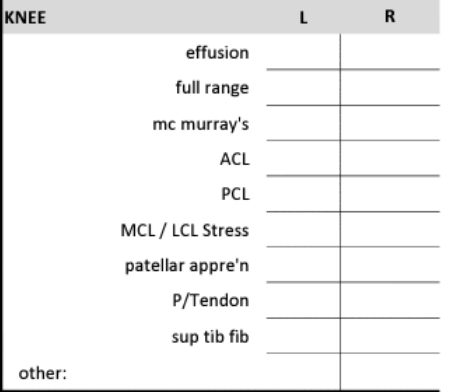 KNEE L R
effusion
full range
mc murray's
ACL
PCL
MCL / LCL Stress
patellar appre'n
P/Tendon
sup tib fib
other: